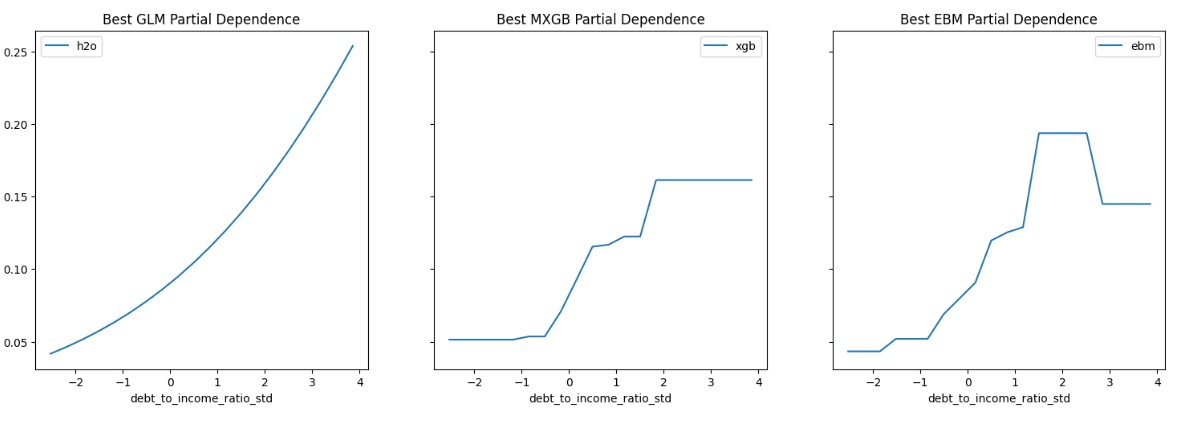 Best GLM Partial Dependence
h2o
0.25
0.20
0.15
0.10
0.05
−2 −1 0 1 2 3 4
debt_to_income_ratio_std
Best MXGB Partial Dependence
xgb
−2 −1 0 1 2 3 4
debt_to_income_ratio_std
Best EBM Partial Dependence
ebm
−2 −1 0 1 2 3 4
debt_to_income_ratio_std